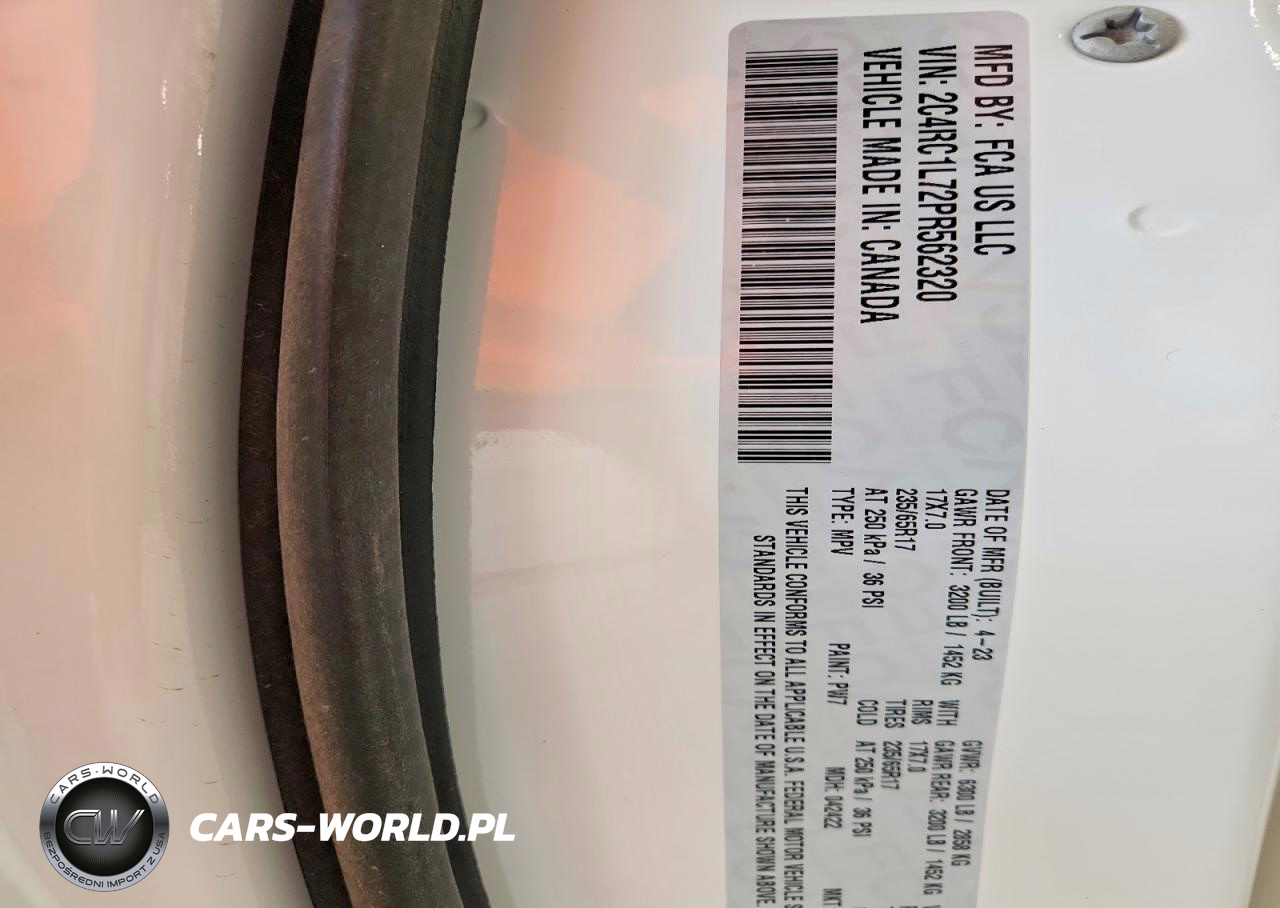 MFD BY: FCA US LLC
VIN: 2C4RC1L72PR562320
VEHICLE MADE IN: CANADA
DATE OF MFR (BUILT): 4-23 GVWR: 6300 LB / 2858 KG
GAWR FRONT: 3200 LB / 1452 KG WITH GAWR REAR: 3200 LB / 1452 KG
17X7.0 RIMS 17X7.0
235/65R17 TIRES 235/65R17
AT 250 kPa / 36 PSI COLD AT 250 kPa / 36 PSI
TYPE: MPV PAINT: PW7 MDH: 042422 MKT
THIS VEHICLE CONFORMS TO ALL APPLICABLE U.S.A. FEDERAL MOTOR VEHICLE S
STANDARDS IN EFFECT ON THE DATE OF MANUFACTURE SHOWN ABOVE.
CARS-WORLD
CW
BEZPOŚREDNI IMPORT Z USA
CARS-WORLD.PL